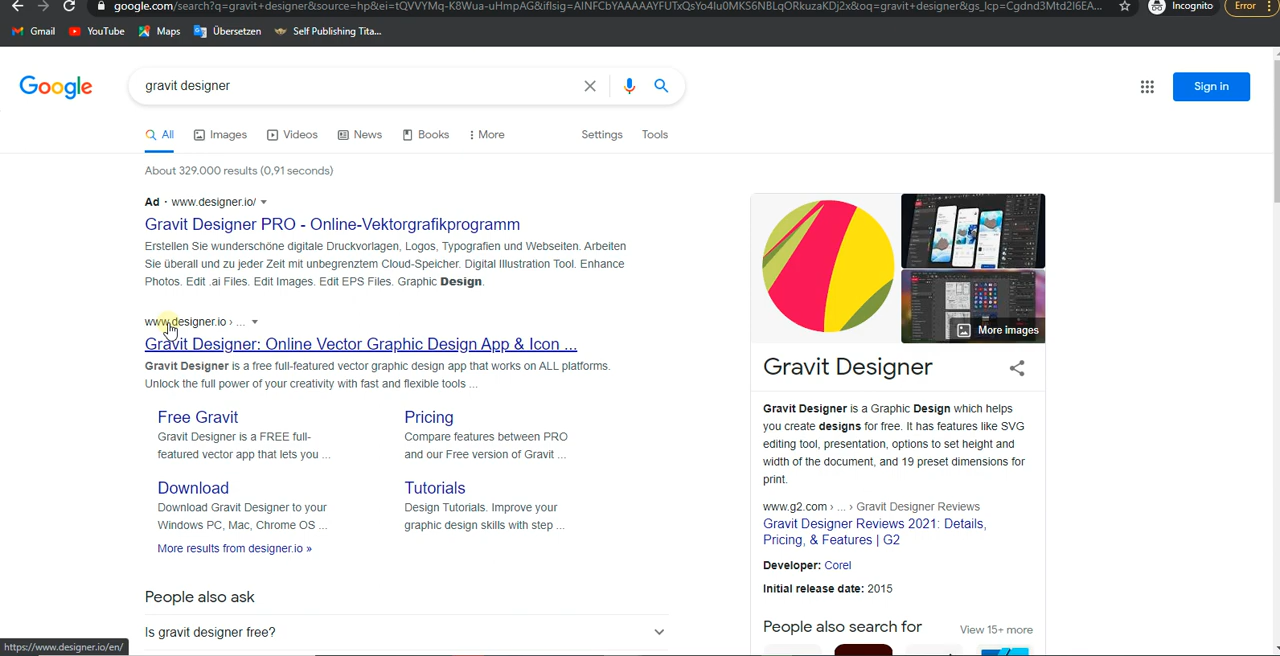 google.com/search?q=gravit+designer&source=hp&ei=tQVVYMq-K8Wua-uHmpAG&iflsig=AINFCbYAAAAAYFUTxQsYo4Iu0MKS6NBLqORkuzaKDj2x&oq=gravit+designer&gs_lcp=Cgdnd3Mtd2l6EA...
Incognito
Error
Gmail
YouTube
Maps
Übersetzen
Self Publishing Tita...
Google
gravit designer
Sign in
All
Images
Videos
News
Books
More
Settings
Tools
About 329.000 results (0,91 seconds)
Ad · www.designer.io/
Gravit Designer PRO - Online-Vektorgrafikprogramm
Erstellen Sie wunderschöne digitale Druckvorlagen, Logos, Typografien und Webseiten. Arbeiten
Sie überall und zu jeder Zeit mit unbegrenztem Cloud-Speicher. Digital Illustration Tool. Enhance
Photos. Edit .ai Files. Edit Images. Edit EPS Files. Graphic Design.
www.designer.io › ...
Gravit Designer: Online Vector Graphic Design App & Icon ...
Gravit Designer is a free full-featured vector graphic design app that works on ALL platforms.
Unlock the full power of your creativity with fast and flexible tools ...
Free Gravit
Gravit Designer is a FREE full-
featured vector app that lets you ...
Pricing
Compare features between PRO
and our Free version of Gravit ...
Download
Download Gravit Designer to your
Windows PC, Mac, Chrome OS ...
Tutorials
Design Tutorials. Improve your
graphic design skills with step ...
More results from designer.io »
People also ask
Is gravit designer free?
https://www.designer.io/en/
More images
Gravit Designer
Gravit Designer is a Graphic Design which helps
you create designs for free. It has features like SVG
editing tool, presentation, options to set height and
width of the document, and 19 preset dimensions for
print.
www.g2.com › ... › Gravit Designer Reviews
Gravit Designer Reviews 2021: Details,
Pricing, & Features | G2
Developer: Corel
Initial release date: 2015
People also search for
View 15+ more